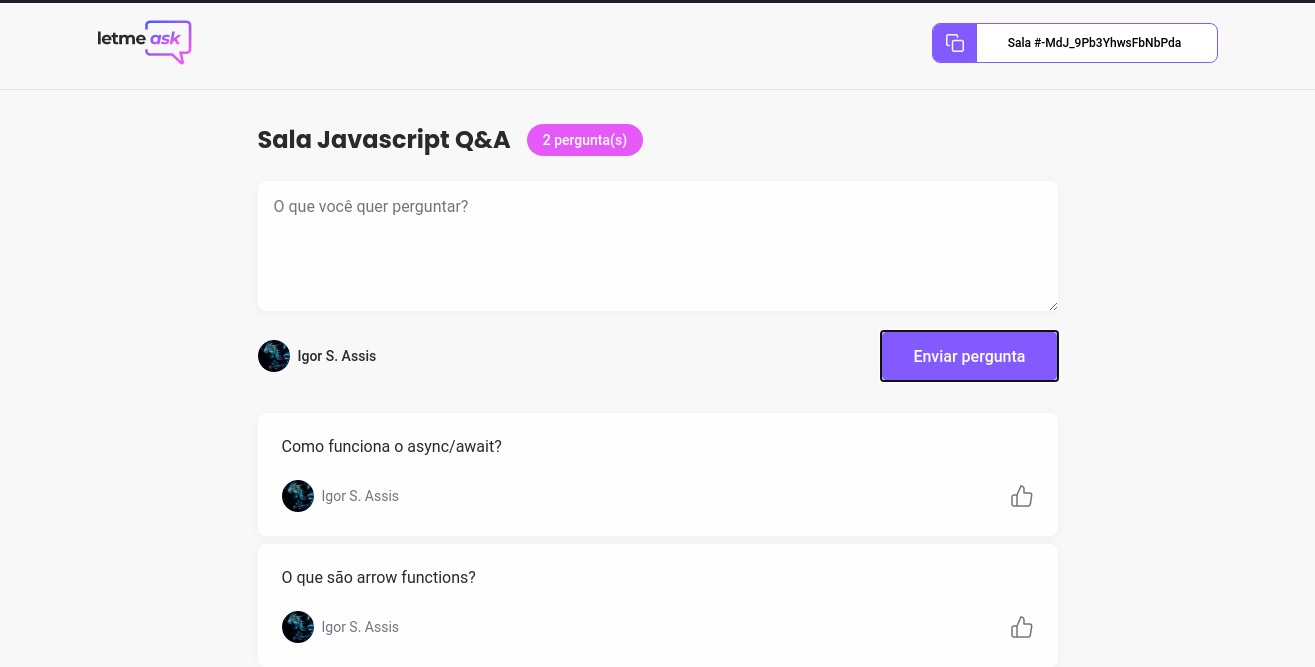 letme ask
Sala #-MdJ_9Pb3YhwsFbNbPda
Sala Javascript Q&A
2 pergunta(s)
O que você quer perguntar?
Igor S. Assis
Enviar pergunta
Como funciona o async/await?
Igor S. Assis
O que são arrow functions?
Igor S. Assis